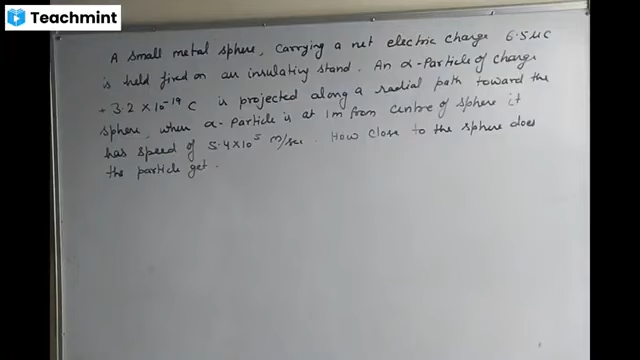 Teachmint
A small metal sphere, carrying a net electric charge 6.5 μC
is held fixed on an insulating stand. An α-Particle of charge
+3.2 × 10⁻¹⁹ C is projected along a radial path toward the
sphere, when α-Particle is at 1m from centre of sphere it
has speed of 5.4×10⁵ m/sec. How close to the sphere does
the particle get.